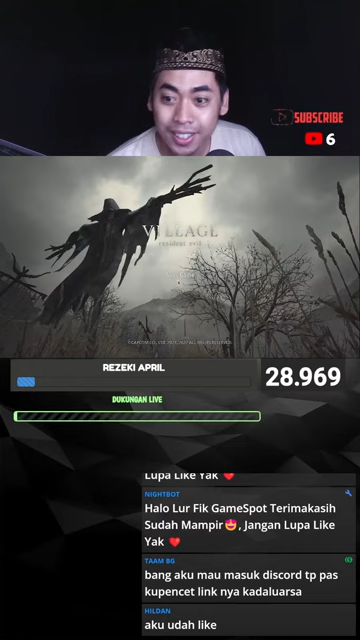 SUBSCRIBE
6
VILLAGE
resident evil
REZEKI APRIL
28.969
DUKUNGAN LIVE
Lupa Like Yak ❤️
NIGHTBOT
Halo Lur Fik GameSpot Terimakasih
Sudah Mampir🤩, Jangan Lupa Like
Yak ❤️
TAAM BG
bang aku mau masuk discord tp pas
kupencet link nya kadaluarsa
HILDAN
aku udah like